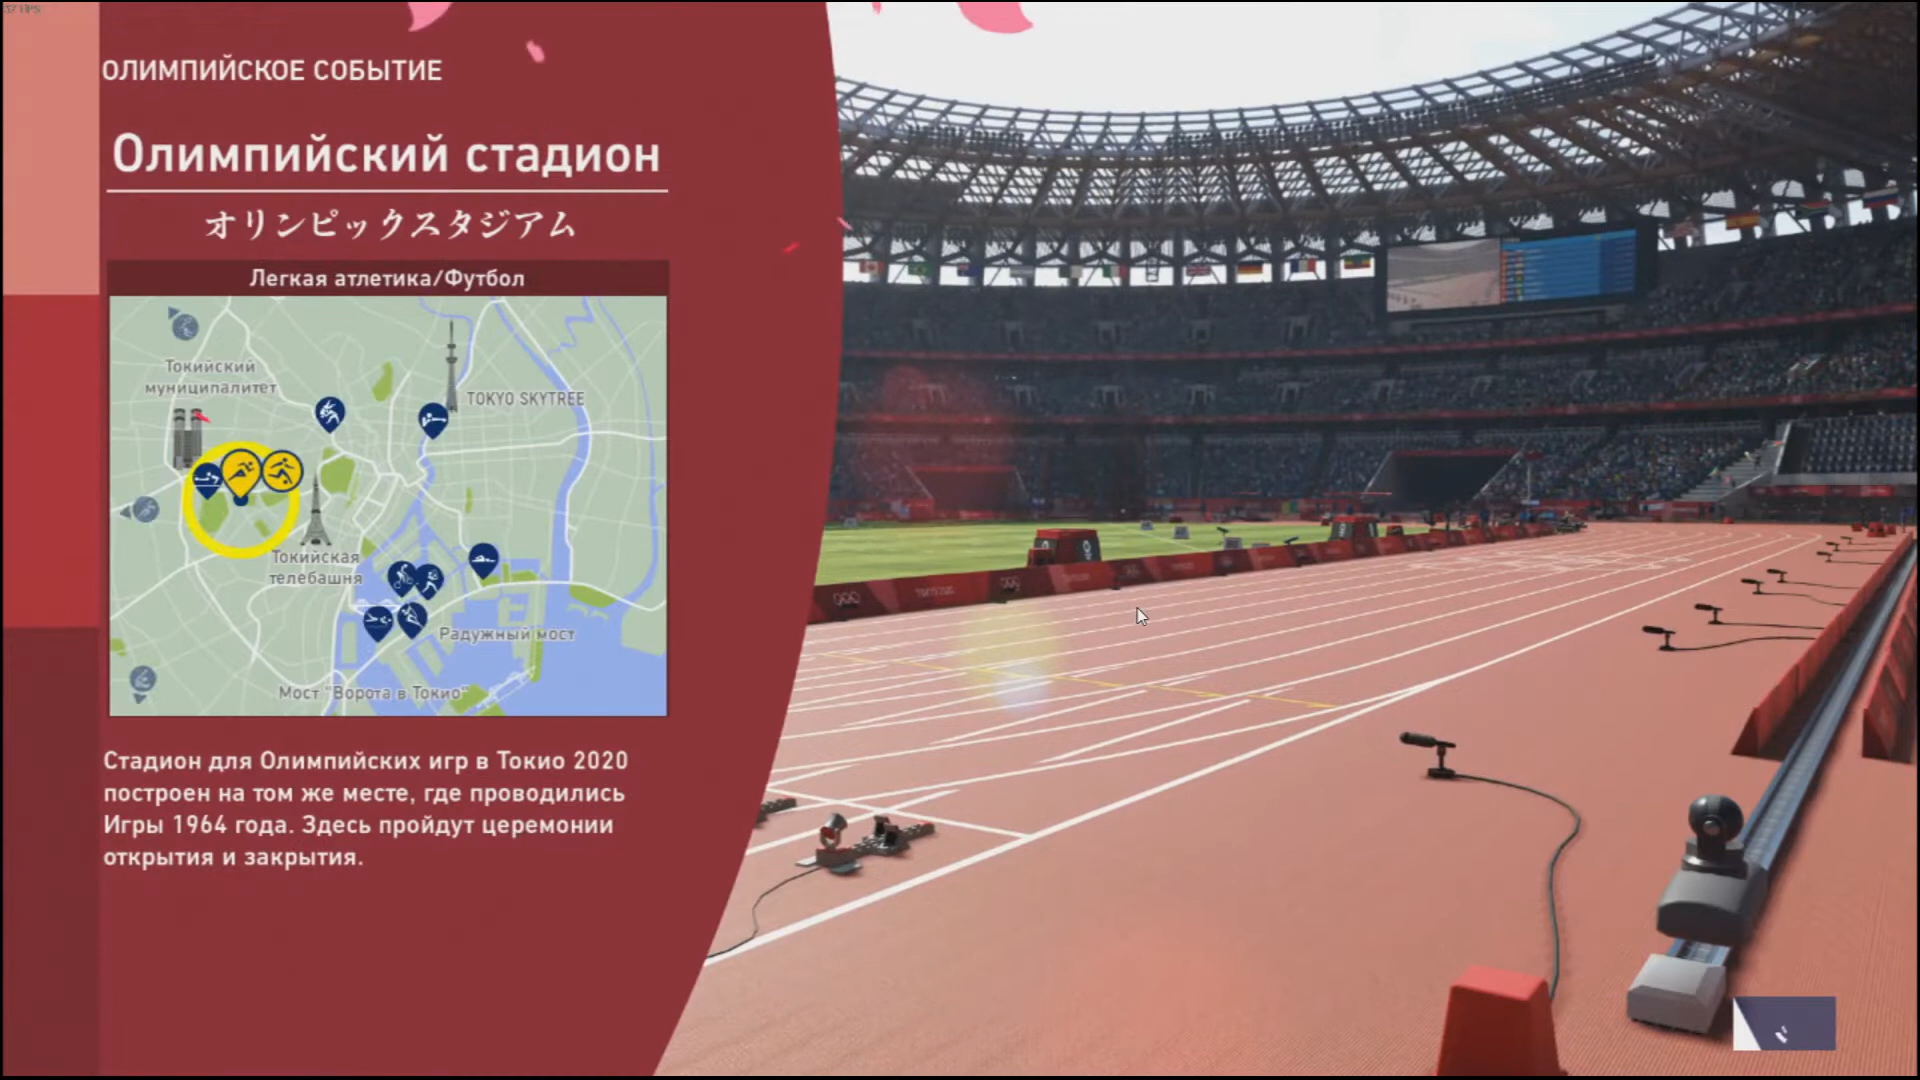 ОЛИМПИЙСКОЕ СОБЫТИЕ
Олимпийский стадион
オリンピックスタジアム
Легкая атлетика/Футбол
Токийский
муниципалитет
TOKYO SKYTREE
Токийская
телебашня
Радужный мост
Мост "Ворота в Токио"
Стадион для Олимпийских игр в Токио 2020
построен на том же месте, где проводились
Игры 1964 года. Здесь пройдут церемонии
открытия и закрытия.